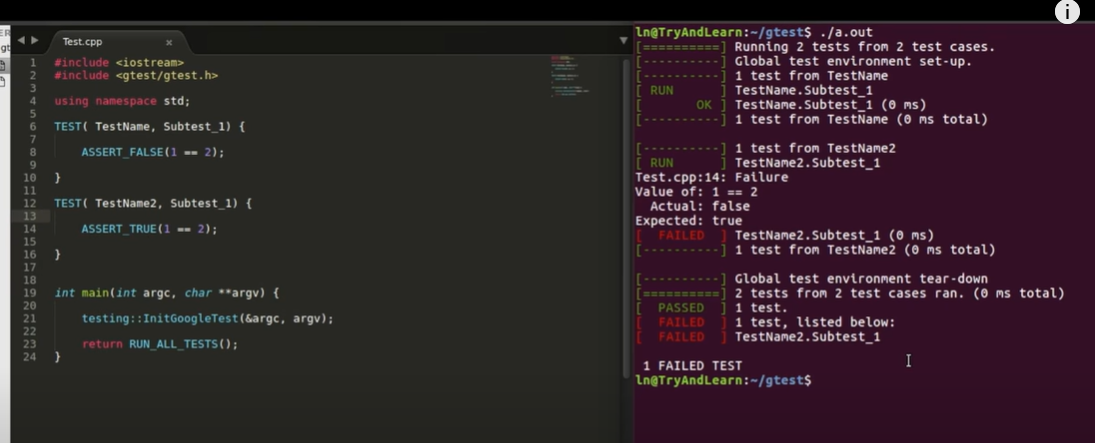 i
Test.cpp ×
1 #include <iostream>
2 #include <gtest/gtest.h>
3
4 using namespace std;
5
6 TEST( TestName, Subtest_1) {
7
8 ASSERT_FALSE(1 == 2);
9
10 }
11
12 TEST( TestName2, Subtest_1) {
13
14 ASSERT_TRUE(1 == 2);
15
16 }
17
18
19 int main(int argc, char **argv) {
20
21 testing::InitGoogleTest(&argc, argv);
22
23 return RUN_ALL_TESTS();
24 }
ln@TryAndLearn:~/gtest$ ./a.out
[==========] Running 2 tests from 2 test cases.
[----------] Global test environment set-up.
[----------] 1 test from TestName
[ RUN      ] TestName.Subtest_1
[       OK ] TestName.Subtest_1 (0 ms)
[----------] 1 test from TestName (0 ms total)

[----------] 1 test from TestName2
[ RUN      ] TestName2.Subtest_1
Test.cpp:14: Failure
Value of: 1 == 2
  Actual: false
Expected: true
[  FAILED  ] TestName2.Subtest_1 (0 ms)
[----------] 1 test from TestName2 (0 ms total)

[----------] Global test environment tear-down
[==========] 2 tests from 2 test cases ran. (0 ms total)
[  PASSED  ] 1 test.
[  FAILED  ] 1 test, listed below:
[  FAILED  ] TestName2.Subtest_1

 1 FAILED TEST
ln@TryAndLearn:~/gtest$